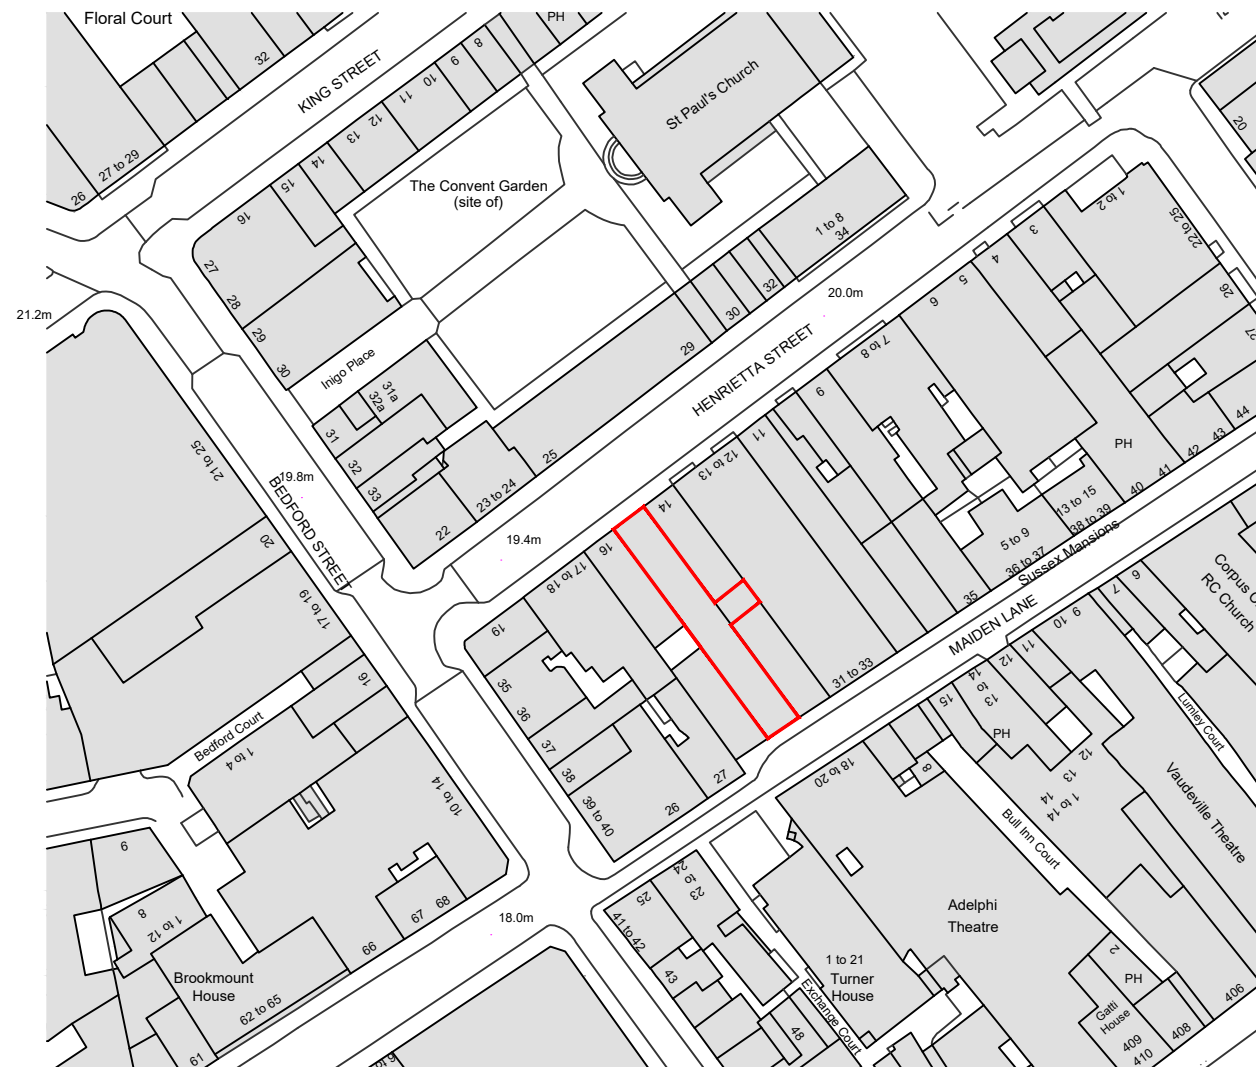 Floral Court
32
KING STREET
PH
8
9
10
11
12
13
14
15
16
27 to 29
26
St Paul's Church
The Convent Garden
(site of)
20
1 to 2
22 to 25
26
27
1 to 8
34
3
4
5
6
7 to 8
9
11
12 to 13
14
16
17 to 18
19
20.0m
32
30
29
HENRIETTA STREET
21.2m
27
28
29
30
Inigo Place
31a
32a
31
32
33
25
23 to 24
22
19.4m
19.8m
BEDFORD STREET
21 to 25
20
17 to 19
16
Bedford Court
1 to 4
10 to 14
PH
44
43
42
41
40
13 to 15
38 to 39
5 to 9
36 to 37
Sussex Mansions
35
MAIDEN LANE
31 to 33
35
36
37
38
39 to 40
26
27
Corpus C
RC Church
6
7
9
10
11
12
14
to
13
15
PH
12
13
14
1 to 14
Lumley Court
Vaudeville Theatre
Bull Inn Court
18 to 20
8
Adelphi
Theatre
24
to
23
25
41 to 42
43
1 to 21
Turner
House
Exchange Court
48
2
PH
Gatti
House
409
410
408
406
9
8
1 to 12
Brookmount
House
62 to 65
61
66
67
68
18.0m